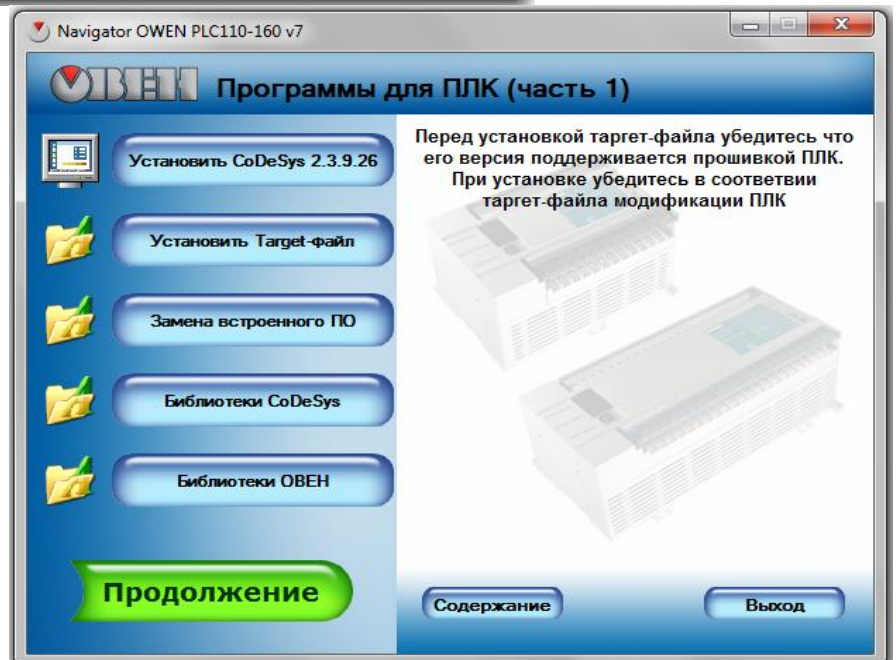 Navigator OWEN PLC110-160 v7
ОВЕН Программы для ПЛК (часть 1)
Установить CoDeSys 2.3.9.26
Установить Target-файл
Замена встроенного ПО
Библиотеки CoDeSys
Библиотеки ОВЕН
Продолжение
Перед установкой таргет-файла убедитесь что
его версия поддерживается прошивкой ПЛК.
При установке убедитесь в соответвии
таргет-файла модификации ПЛК
Содержание
Выход